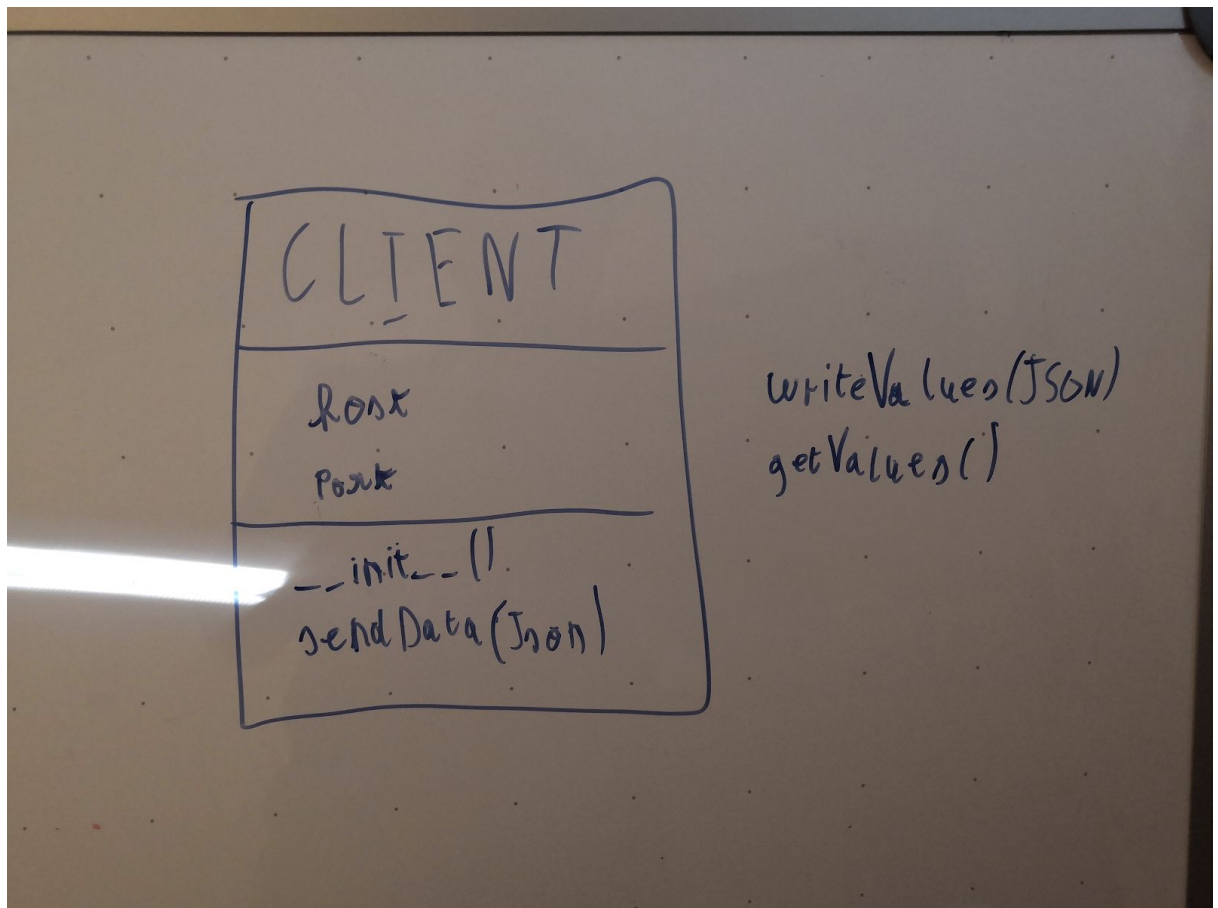 CLIENT
host
port
__init__()
sendData(Json)
writeValues(JSON)
getValues()